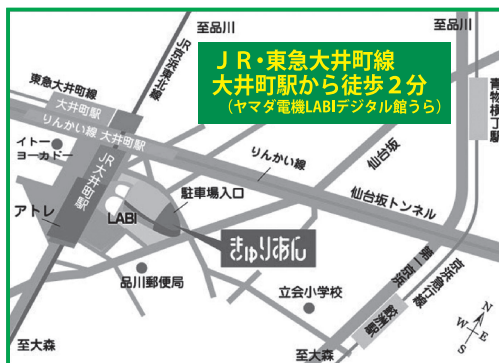 至品川
至品川
JR・東急大井町線
大井町駅から徒歩2分
(ヤマダ電機LABIデジタル館うら)
JR京浜東北線
東急大井町線
大井町駅
りんかい線 大井町駅
青物横丁駅
イトー
ヨーカドー
JR大井町駅
りんかい線
仙台坂
駐車場入口
仙台坂トンネル
アトレ
LABI
きゅりあん
品川郵便局
第一京浜
京浜急行線
立会小学校
鮫洲駅
至大森
至大森
N
W
E
S